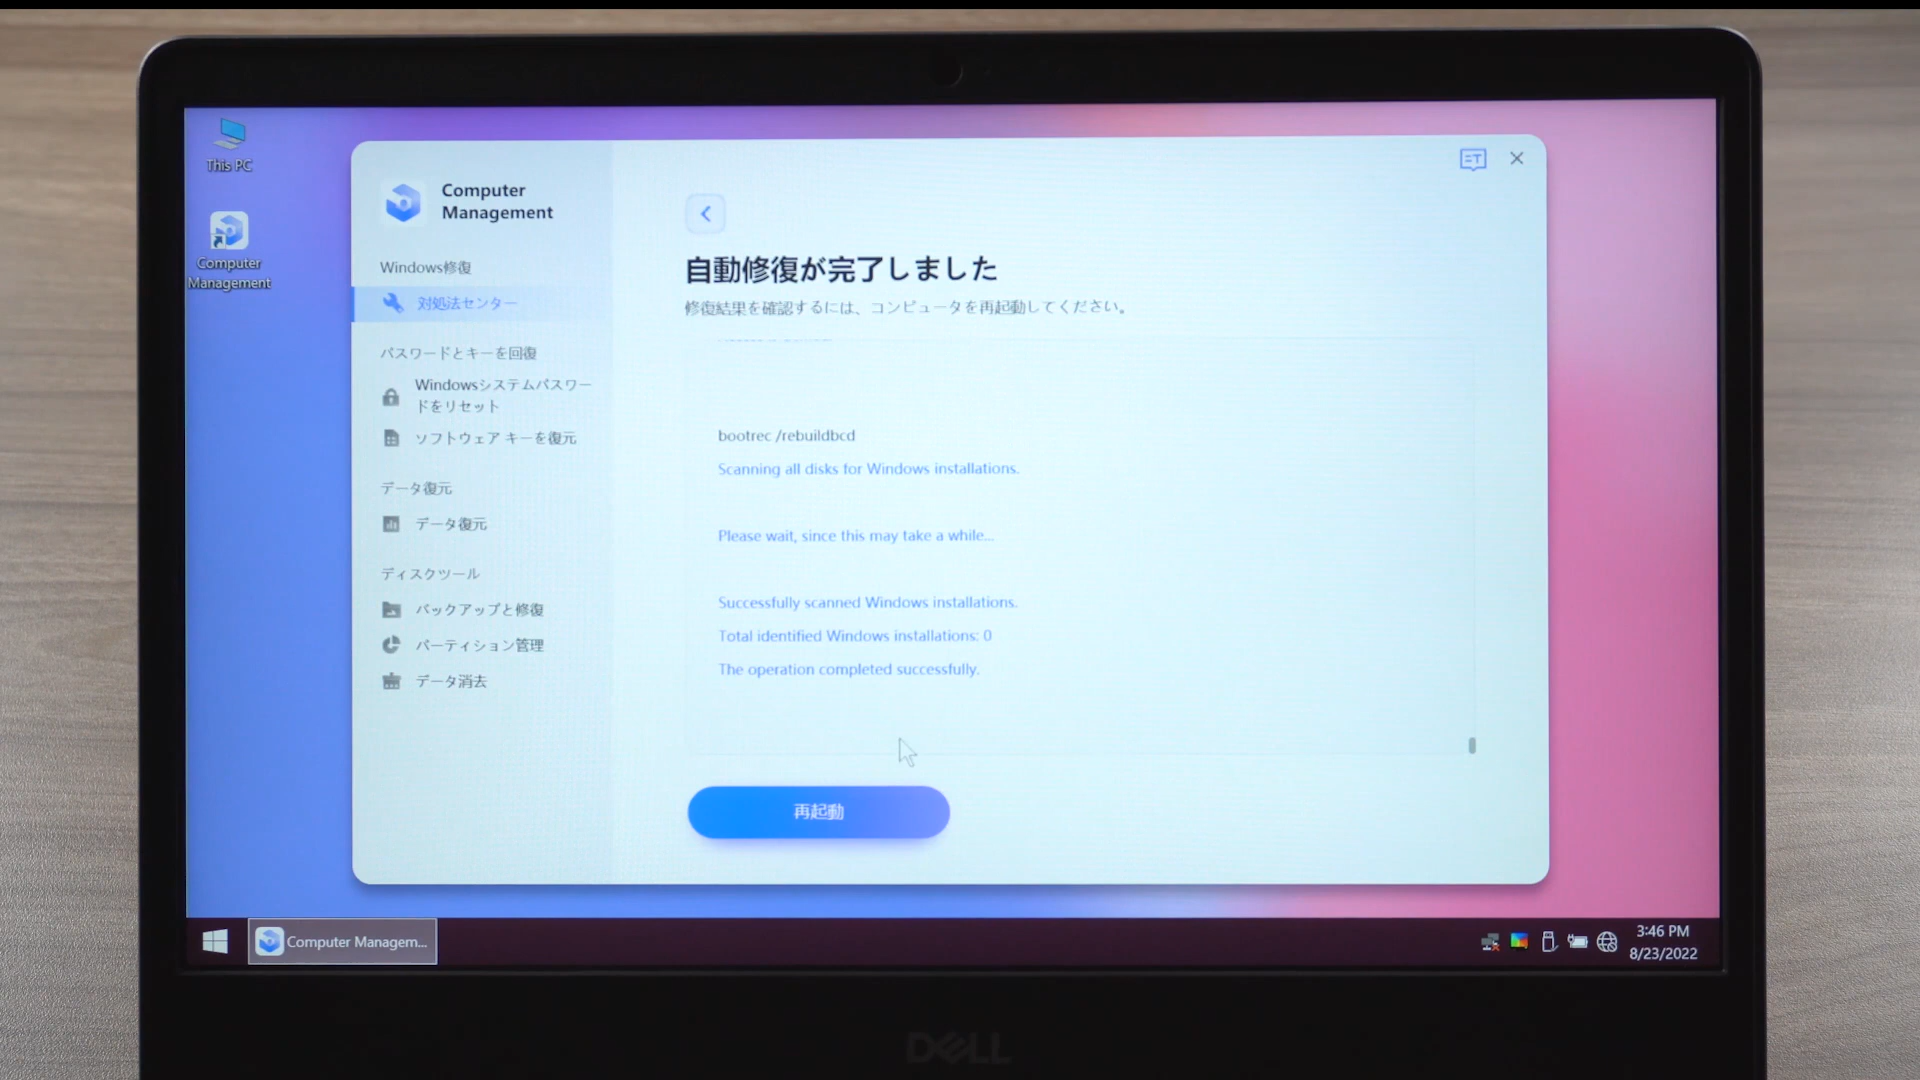 This PC
Computer
Management
Computer
Management
Windows修復
対処法センター
パスワードとキーを回復
Windowsシステムパスワー
ドをリセット
ソフトウェア キーを復元
データ復元
データ復元
ディスクツール
バックアップと修復
パーティション管理
データ消去
自動修復が完了しました
修復結果を確認するには、コンピュータを再起動してください。
bootrec /rebuildbcd
Scanning all disks for Windows installations.
Please wait, since this may take a while...
Successfully scanned Windows installations.
Total identified Windows installations: 0
The operation completed successfully.
再起動
Computer Managem...
3:46 PM
8/23/2022
DELL